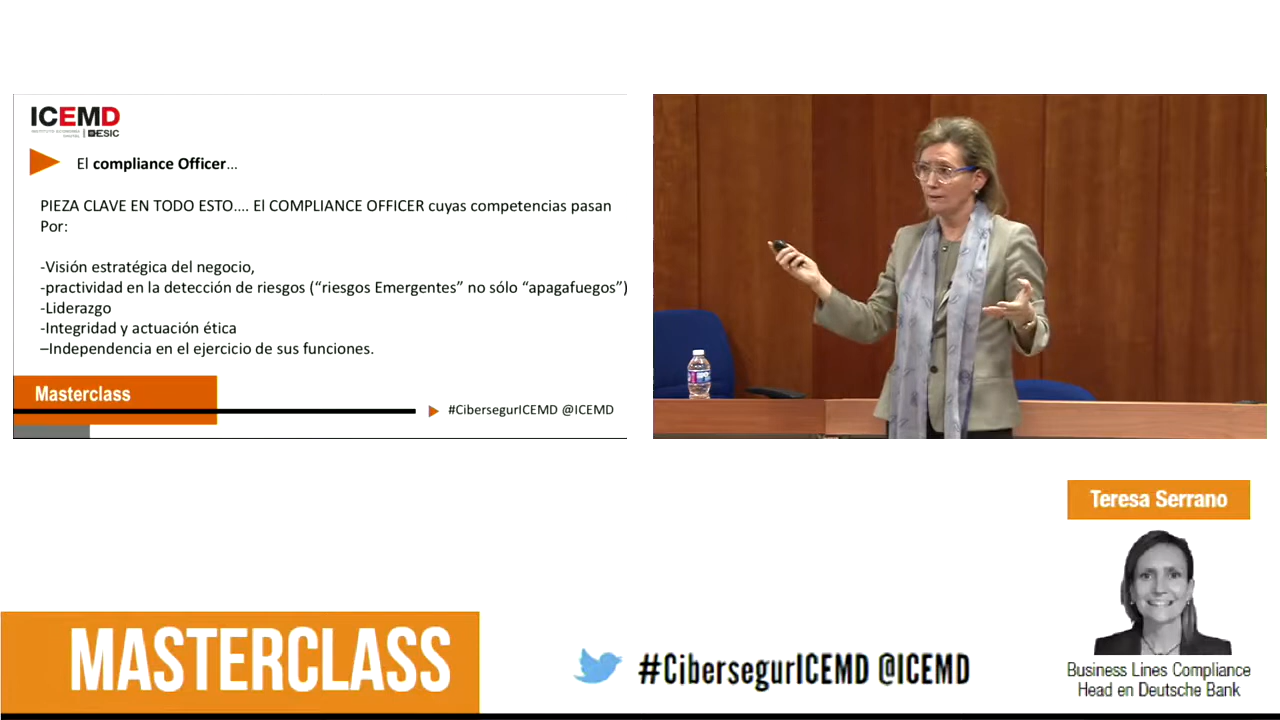 ICEMD
INSTITUTO ECONOMÍA
DIGITAL
ESIC
El compliance Officer...
PIEZA CLAVE EN TODO ESTO.... El COMPLIANCE OFFICER cuyas competencias pasan
Por:
-Visión estratégica del negocio,
-practividad en la detección de riesgos (“riesgos Emergentes” no sólo “apagafuegos”)
-Liderazgo
-Integridad y actuación ética
–Independencia en el ejercicio de sus funciones.
Masterclass
#CibersegurICEMD @ICEMD
Teresa Serrano
Business Lines Compliance
Head en Deutsche Bank
MASTERCLASS
#CibersegurICEMD @ICEMD